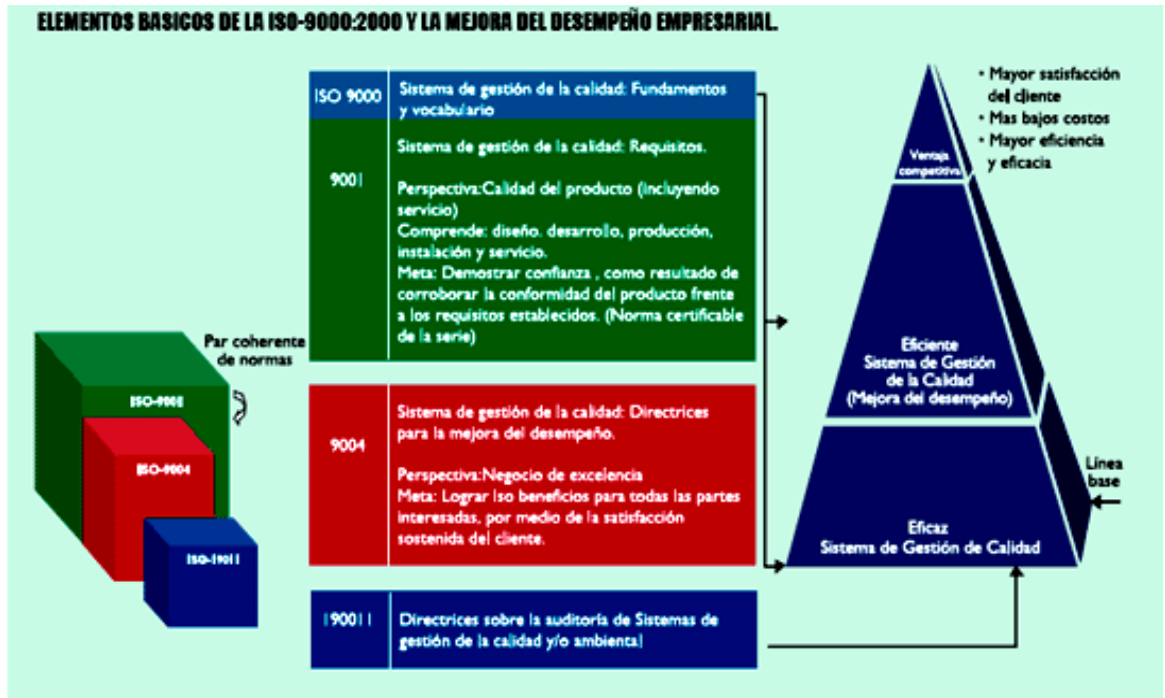 ELEMENTOS BASICOS DE LA ISO-9000:2000 Y LA MEJORA DEL DESEMPEÑO EMPRESARIAL.
ISO 9000
Sistema de gestión de la calidad: Fundamentos
y vocabulario
9001
Sistema de gestión de la calidad: Requisitos.
Perspectiva:Calidad del producto (incluyendo
servicio)
Comprende: diseño. desarrollo, producción,
instalación y servicio.
Meta: Demostrar confianza , como resultado de
corroborar la conformidad del producto frente
a los requisitos establecidos. (Norma certificable
de la serie)
9004
Sistema de gestión de la calidad: Directrices
para la mejora del desempeño.
Perspectiva:Negocio de excelencia
Meta: Lograr lso beneficios para todas las partes
interesadas, por medio de la satisfacción
sostenida del cliente.
19011
Directrices sobre la auditoría de Sistemas de
gestión de la calidad y/o ambiental
Par coherente
de normas
ISO-9004
ISO-19011
• Mayor satisfacción
del cliente
• Mas bajos costos
• Mayor eficiencia
y eficacia
Ventaja
competitiva
Eficiente
Sistema de Gestión
de la Calidad
(Mejora del desempeño)
Línea
base
Eficaz
Sistema de Gestión de Calidad